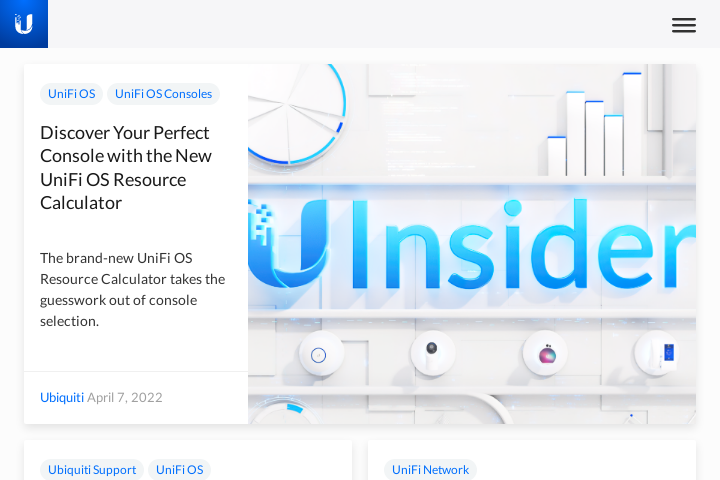 UniFi OS
UniFi OS Consoles
Discover Your Perfect
Console with the New
UniFi OS Resource
Calculator
The brand-new UniFi OS
Resource Calculator takes the
guesswork out of console
selection.
Ubiquiti April 7, 2022
Insider
Ubiquiti Support
UniFi OS
UniFi Network